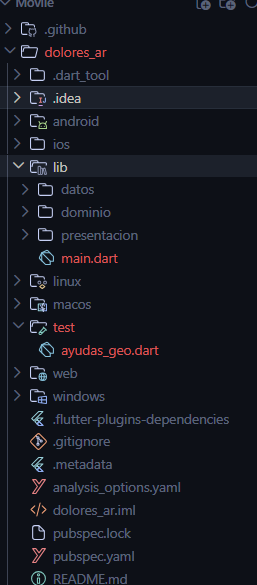 Movile
.github
dolores_ar
.dart_tool
.idea
android
ios
lib
datos
dominio
presentacion
main.dart
linux
macos
test
ayudas_geo.dart
web
windows
.flutter-plugins-dependencies
.gitignore
.metadata
analysis_options.yaml
dolores_ar.iml
pubspec.lock
pubspec.yaml
README.md